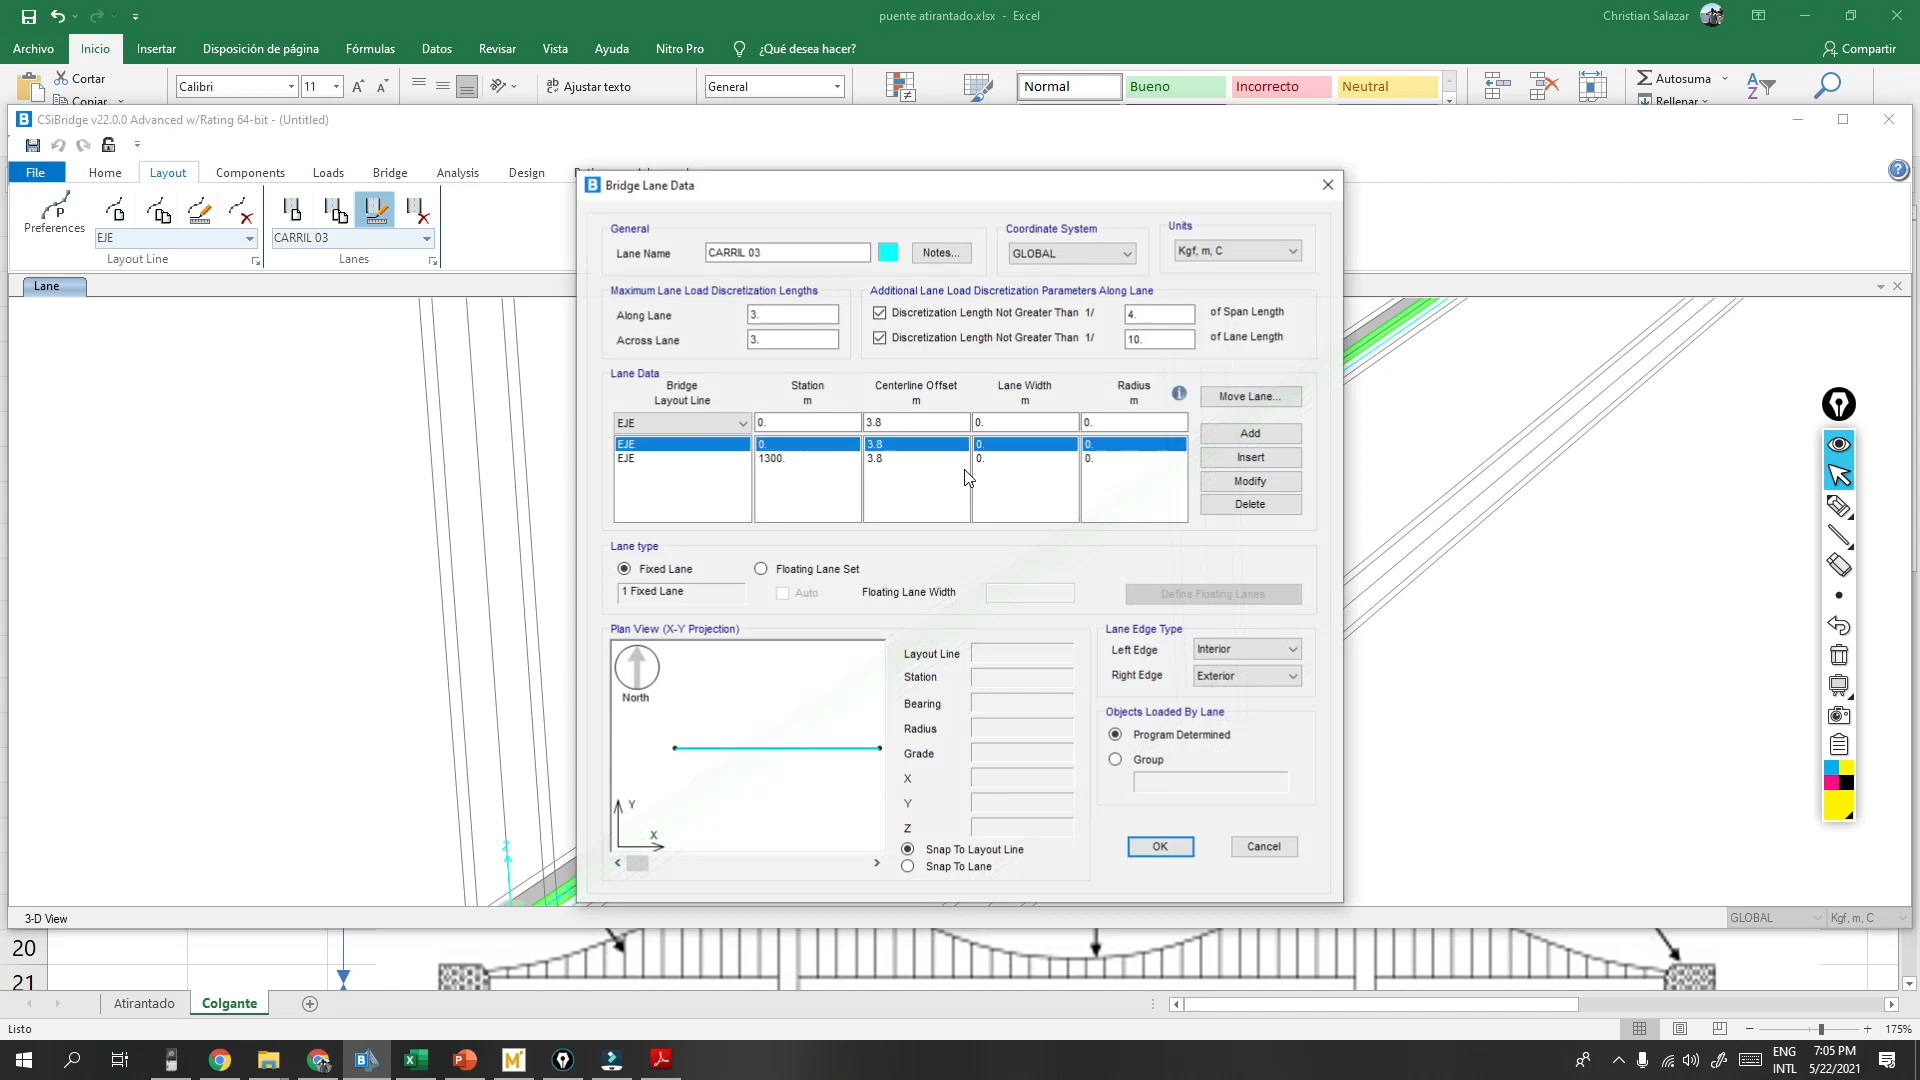 puente atirantado.xlsx - Excel
Christian Salazar
Archivo Inicio Insertar Disposición de página Fórmulas Datos Revisar Vista Ayuda Nitro Pro ¿Qué desea hacer? Compartir
Cortar
Copiar
Calibri 11
Ajustar texto
General
Normal Bueno Incorrecto Neutral
Autosuma
Rellenar
CSiBridge v22.0.0 Advanced w/Rating 64-bit - (Untitled)
File Home Layout Components Loads Bridge Analysis Design
Preferences
EJE
Layout Line
CARRIL 03
Lanes
Lane
Bridge Lane Data
General
Lane Name CARRIL 03 Notes...
Coordinate System
GLOBAL
Units
Kgf, m, C
Maximum Lane Load Discretization Lengths
Along Lane 3.
Across Lane 3.
Additional Lane Load Discretization Parameters Along Lane
Discretization Length Not Greater Than 1/ 4. of Span Length
Discretization Length Not Greater Than 1/ 10. of Lane Length
Lane Data
Bridge Layout Line Station m Centerline Offset m Lane Width m Radius m
EJE 0. 3.8 0. 0.
EJE 0. 3.8 0. 0.
EJE 1300. 3.8 0. 0.
Move Lane...
Add
Insert
Modify
Delete
Lane type
Fixed Lane Floating Lane Set
1 Fixed Lane Auto Floating Lane Width Define Floating Lanes
Plan View (X-Y Projection)
North
Y
X
Layout Line
Station
Bearing
Radius
Grade
X
Y
Z
Snap To Layout Line
Snap To Lane
Lane Edge Type
Left Edge Interior
Right Edge Exterior
Objects Loaded By Lane
Program Determined
Group
OK Cancel
Z
3-D View
GLOBAL Kgf, m, C
20
21
Atirantado Colgante
Listo
175%
ENG
INTL
7:05 PM
5/22/2021